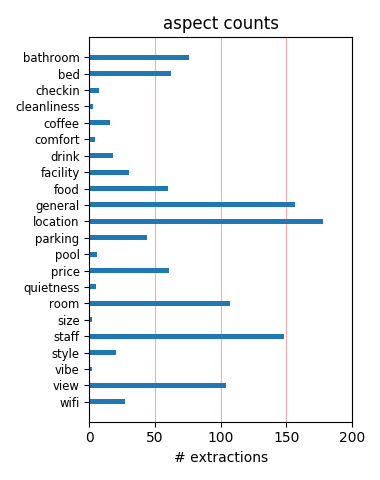 aspect counts
bathroom
bed
checkin
cleanliness
coffee
comfort
drink
facility
food
general
location
parking
pool
price
quietness
room
size
staff
style
vibe
view
wifi
0 50 100 150 200
# extractions